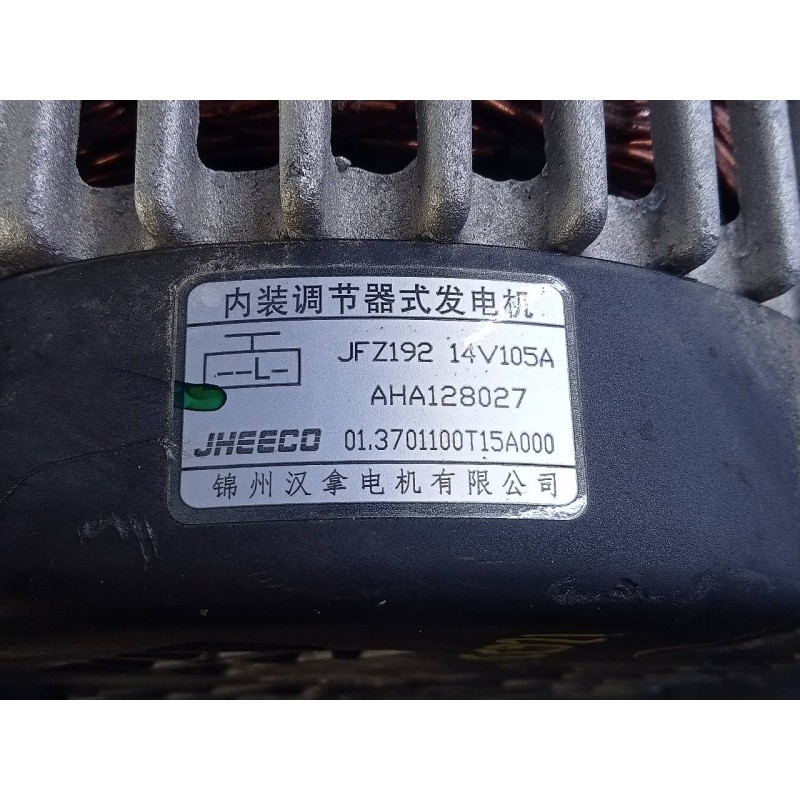 内装调节器式发电机
--L-
JFZ192 14V105A
AHA128027
JHEECO 01.3701100T15A000
锦州汉拿电机有限公司